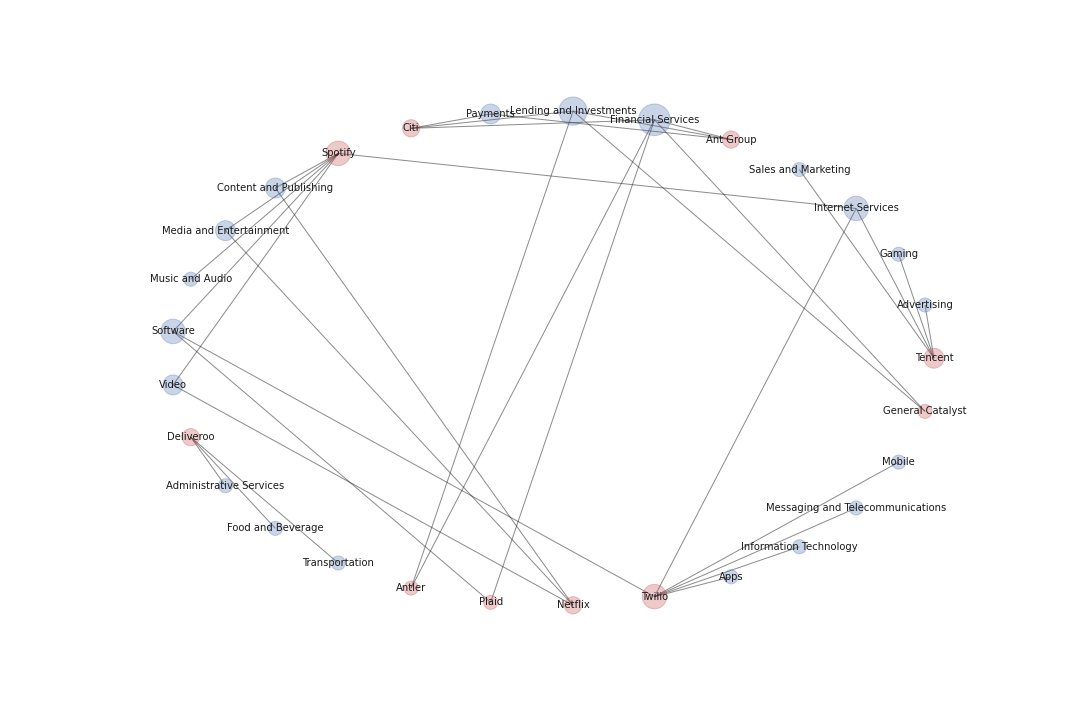 Lending and Investments
Payments
Financial Services
Citi
Ant Group
Spotify
Sales and Marketing
Content and Publishing
Internet Services
Media and Entertainment
Gaming
Music and Audio
Advertising
Software
Tencent
Video
General Catalyst
Deliveroo
Mobile
Administrative Services
Messaging and Telecommunications
Food and Beverage
Information Technology
Transportation
Apps
Antler
Twilio
Plaid
Netflix